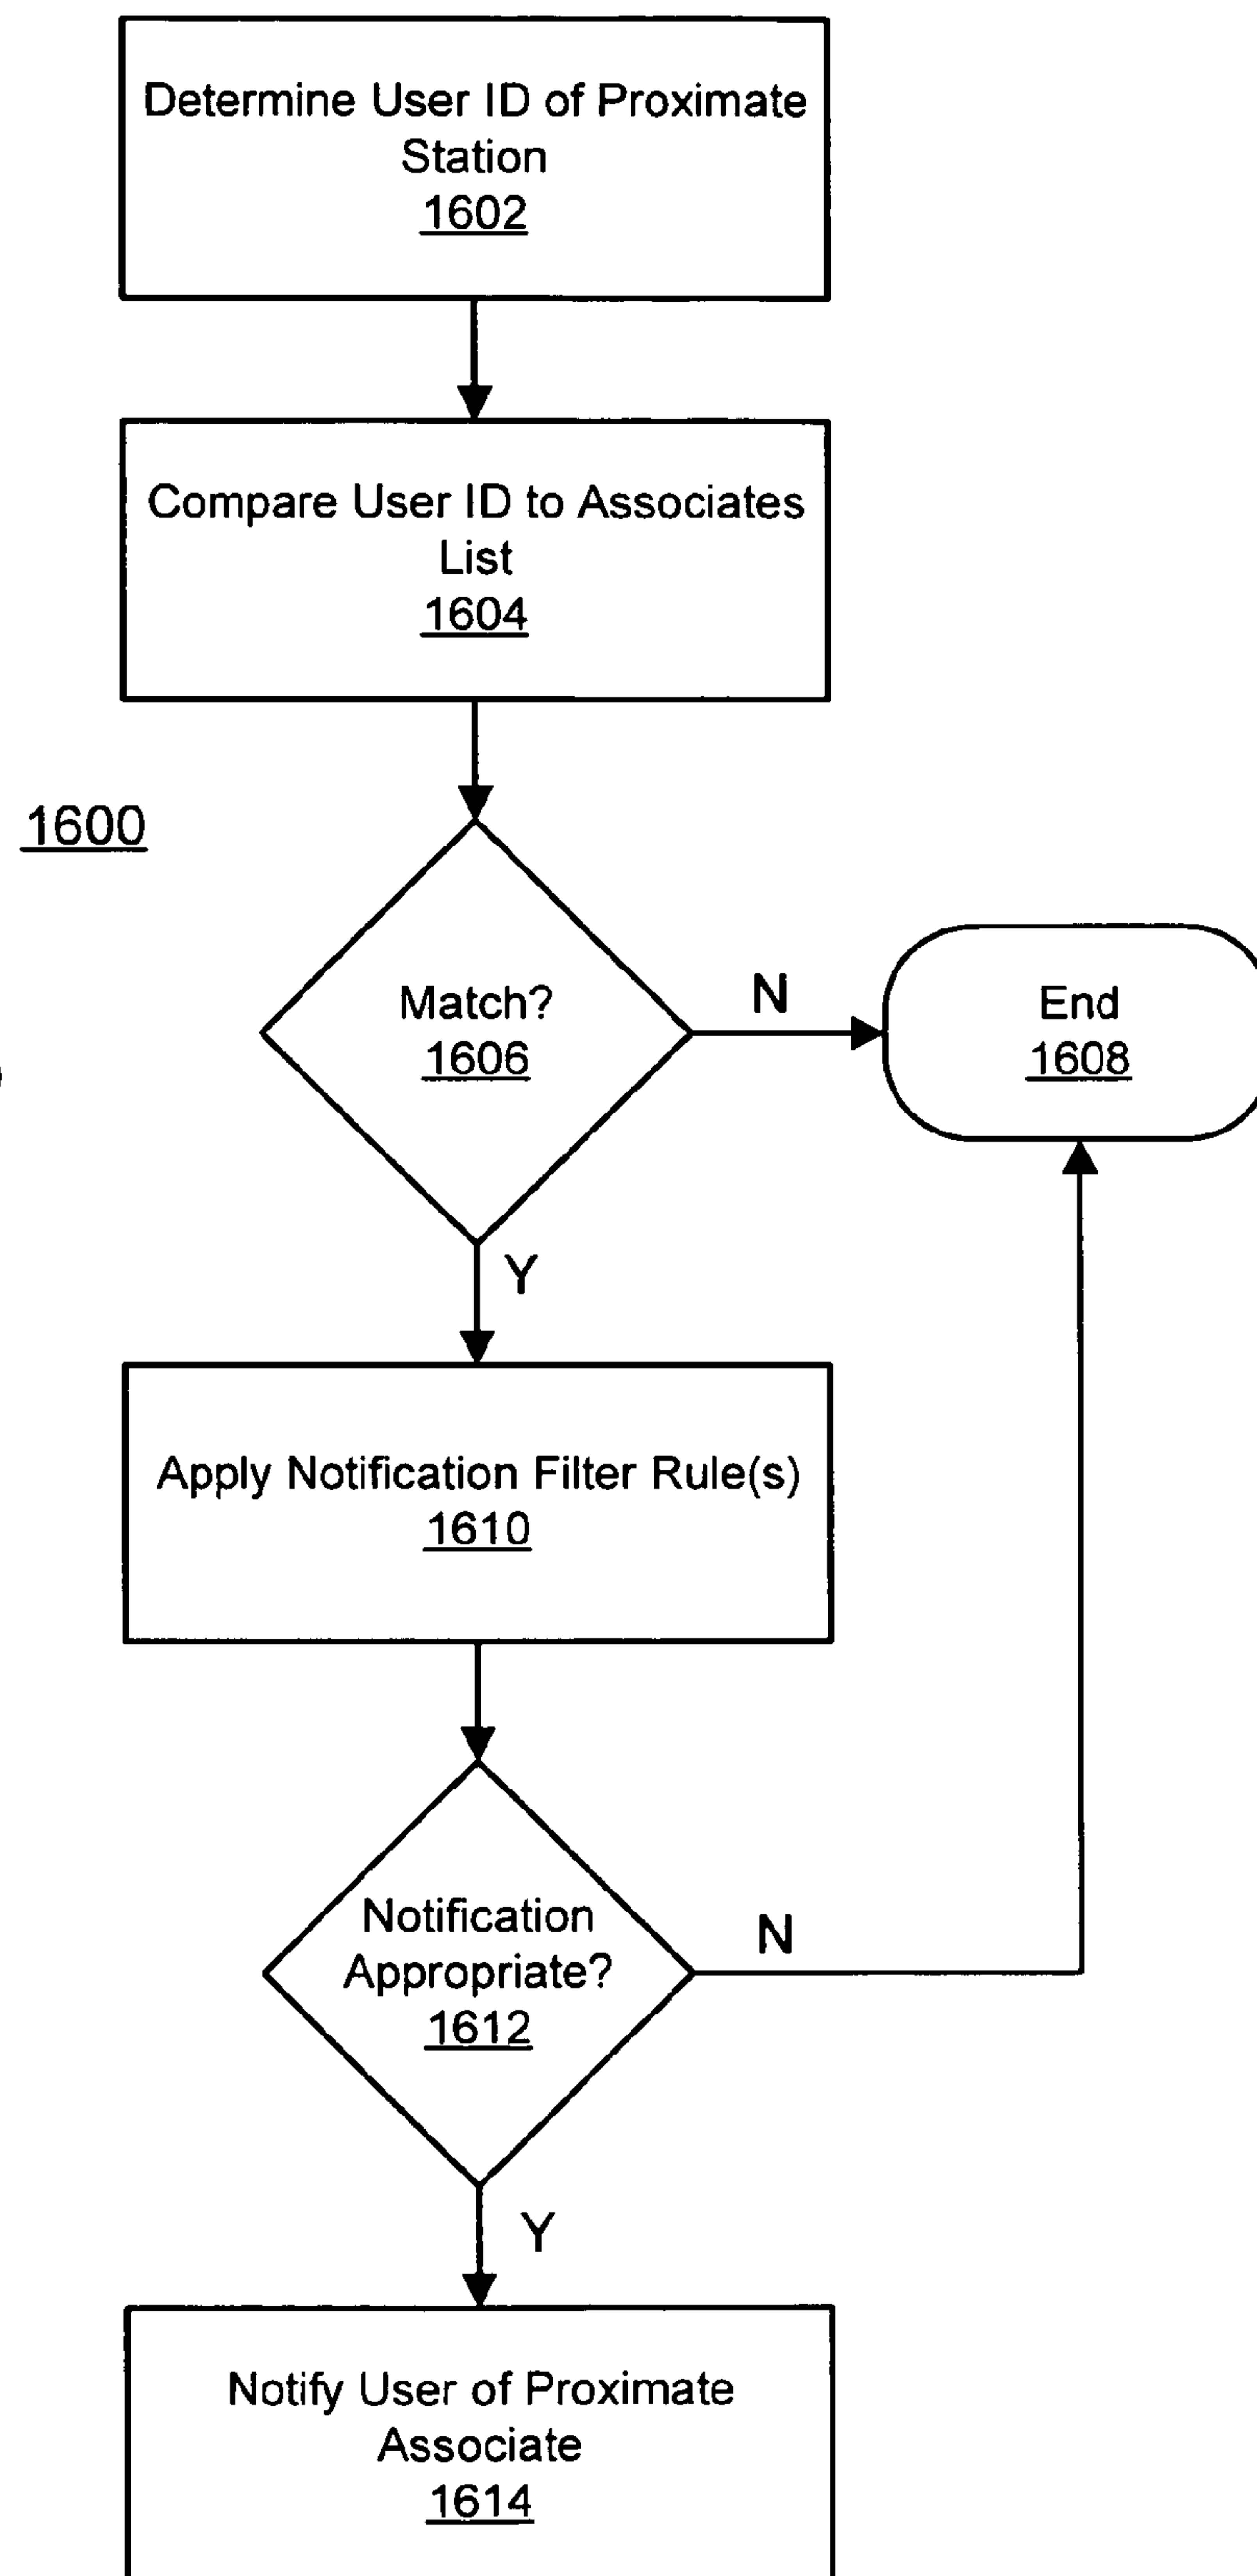 Determine User ID of Proximate
Station
1602
Compare User ID to Associates
List
1604
1600
Match?
1606
N
End
1608
Y
Apply Notification Filter Rule(s)
1610
Notification
Appropriate?
1612
N
Y
Notify User of Proximate
Associate
1614